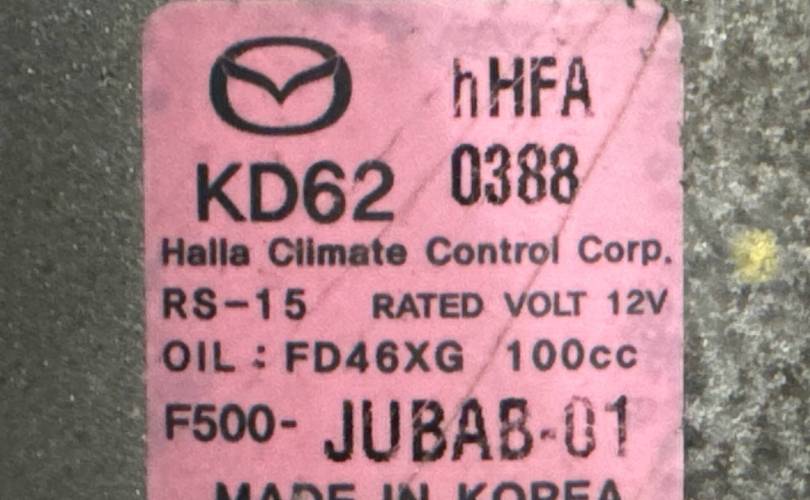 hHFA
KD62 0388
Halla Climate Control Corp.
RS-15 RATED VOLT 12V
OIL : FD46XG 100cc
F500- JUBAB-01
MADE IN KOREA